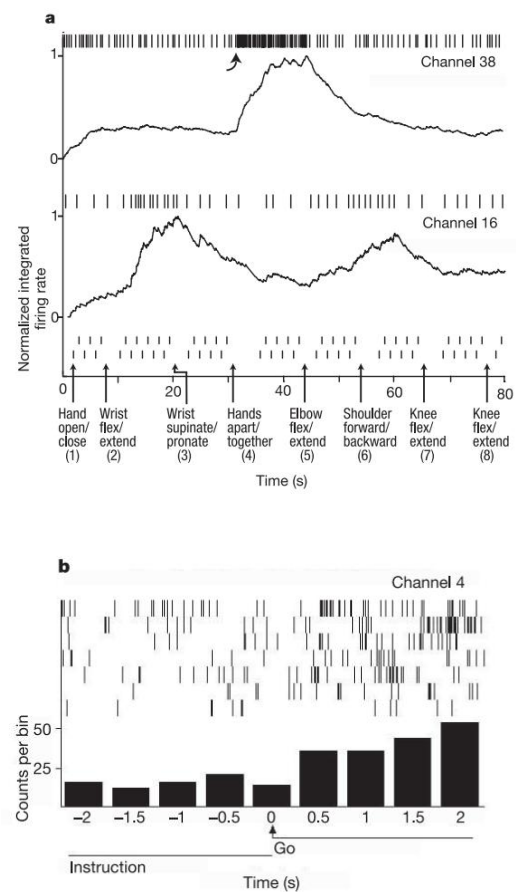 a
1
Channel 38
0
Channel 16
1
0
Normalized integrated
firing rate
0 20 40 60 80
Hand
open/
close
(1)
Wrist
flex/
extend
(2)
Wrist
supinate/
pronate
(3)
Hands
apart/
together
(4)
Elbow
flex/
extend
(5)
Shoulder
forward/
backward
(6)
Knee
flex/
extend
(7)
Knee
flex/
extend
(8)
Time (s)
b
Channel 4
Counts per bin
50
25
−2 −1.5 −1 −0.5 0 0.5 1 1.5 2
Go
Instruction
Time (s)